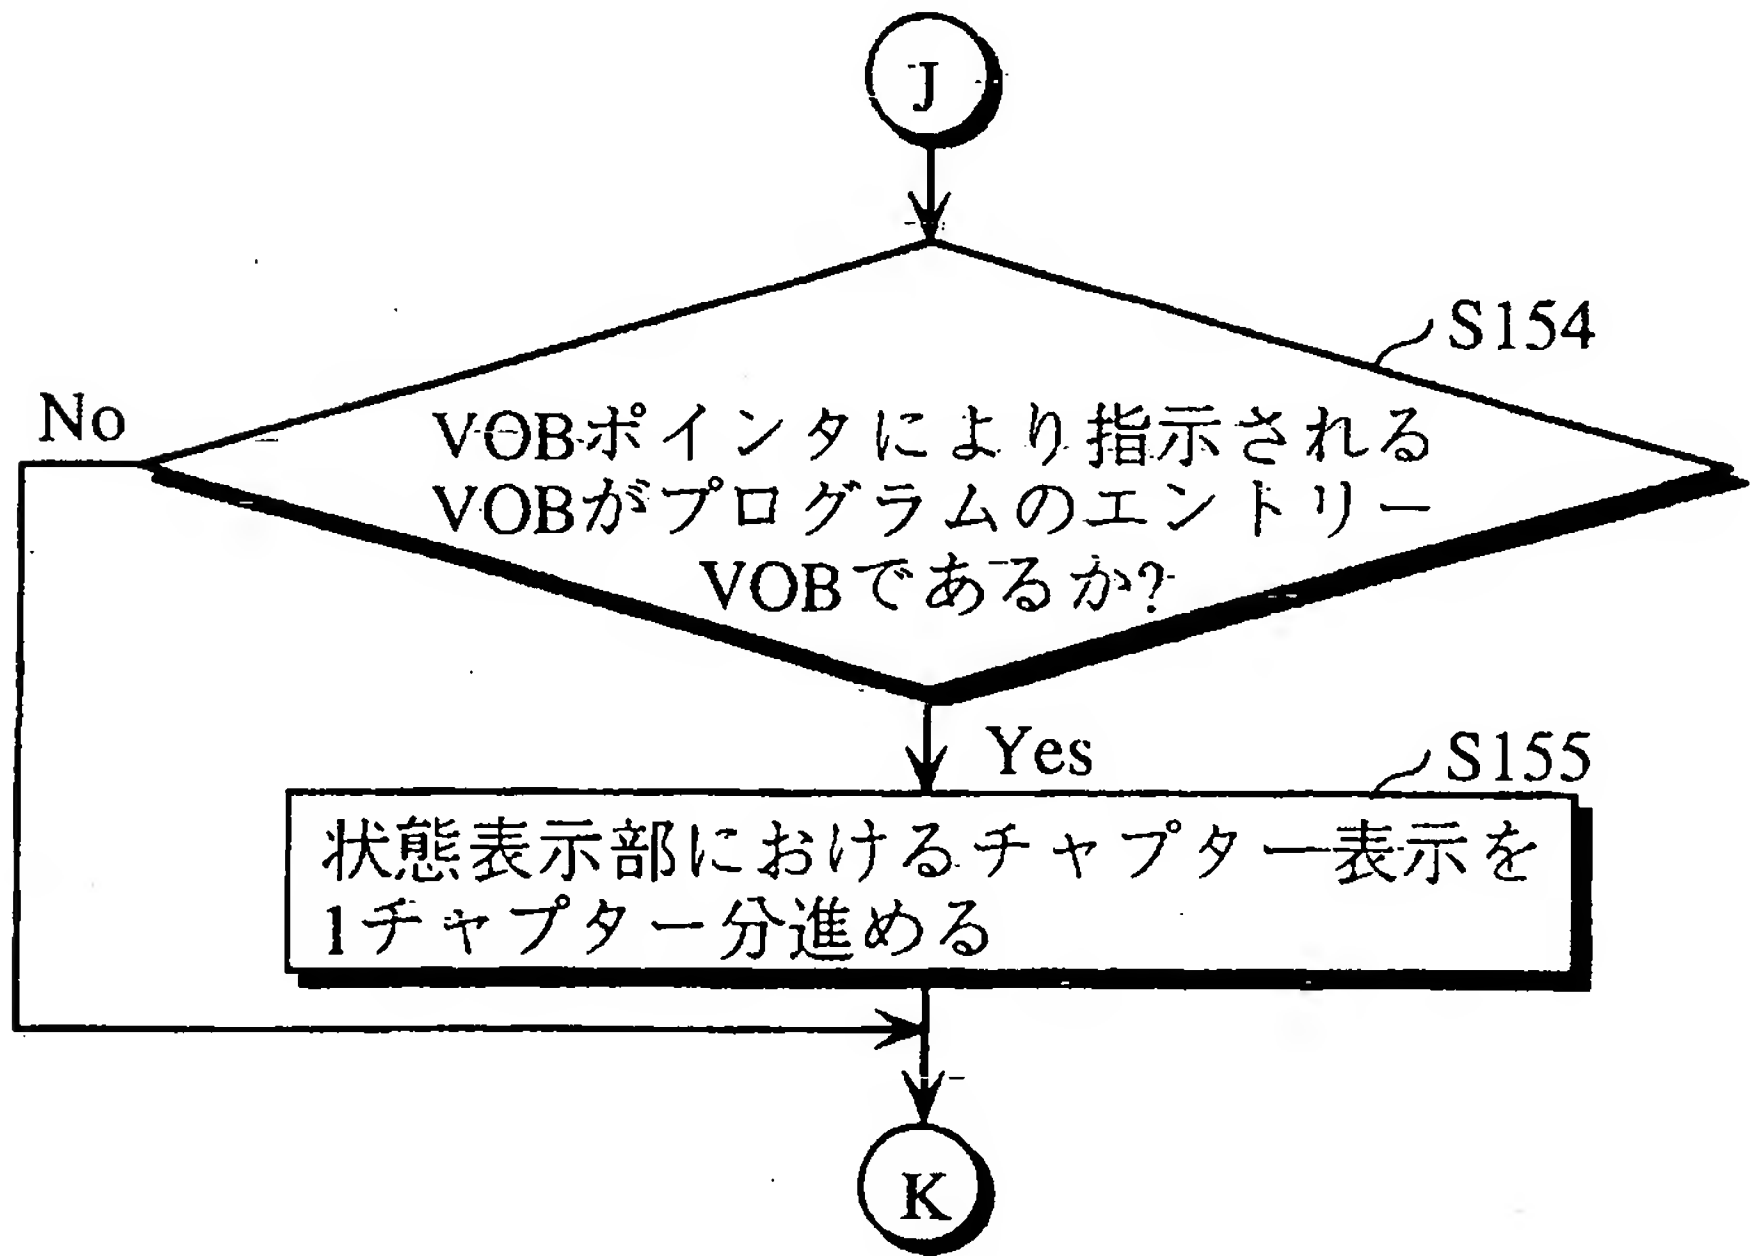 J
S154
No
VOBポインタにより指示される
VOBがプログラムのエントリー
VOBであるか?
Yes
S155
状態表示部におけるチャプター表示を
1チャプター分進める
K